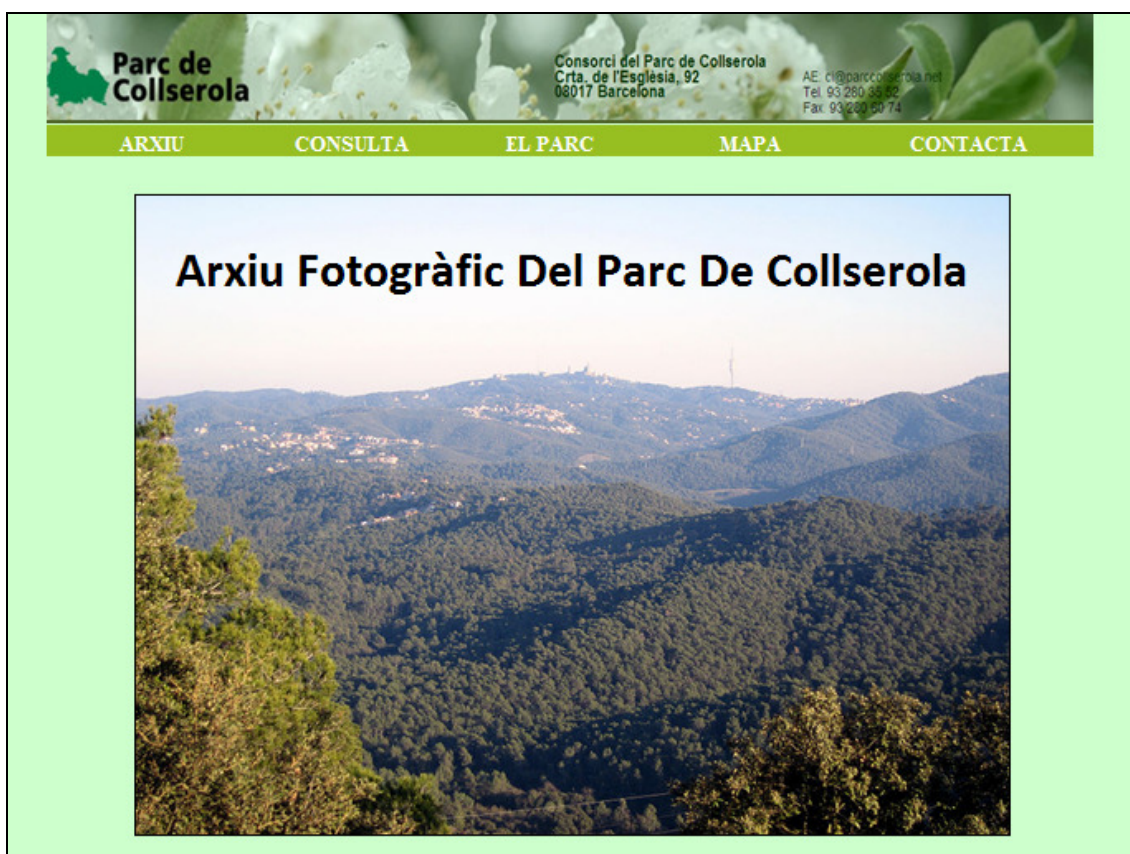 Parc de
Collserola
Consorci del Parc de Collserola
Crta. de l'Església, 92
08017 Barcelona
AE: ci@parccollserola.net
Tel. 93 280 35 52
Fax. 93 280 60 74
ARXIU CONSULTA EL PARC MAPA CONTACTA
Arxiu Fotogràfic Del Parc De Collserola